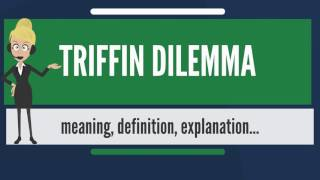 TRIFFIN DILEMMA
meaning, definition, explanation...